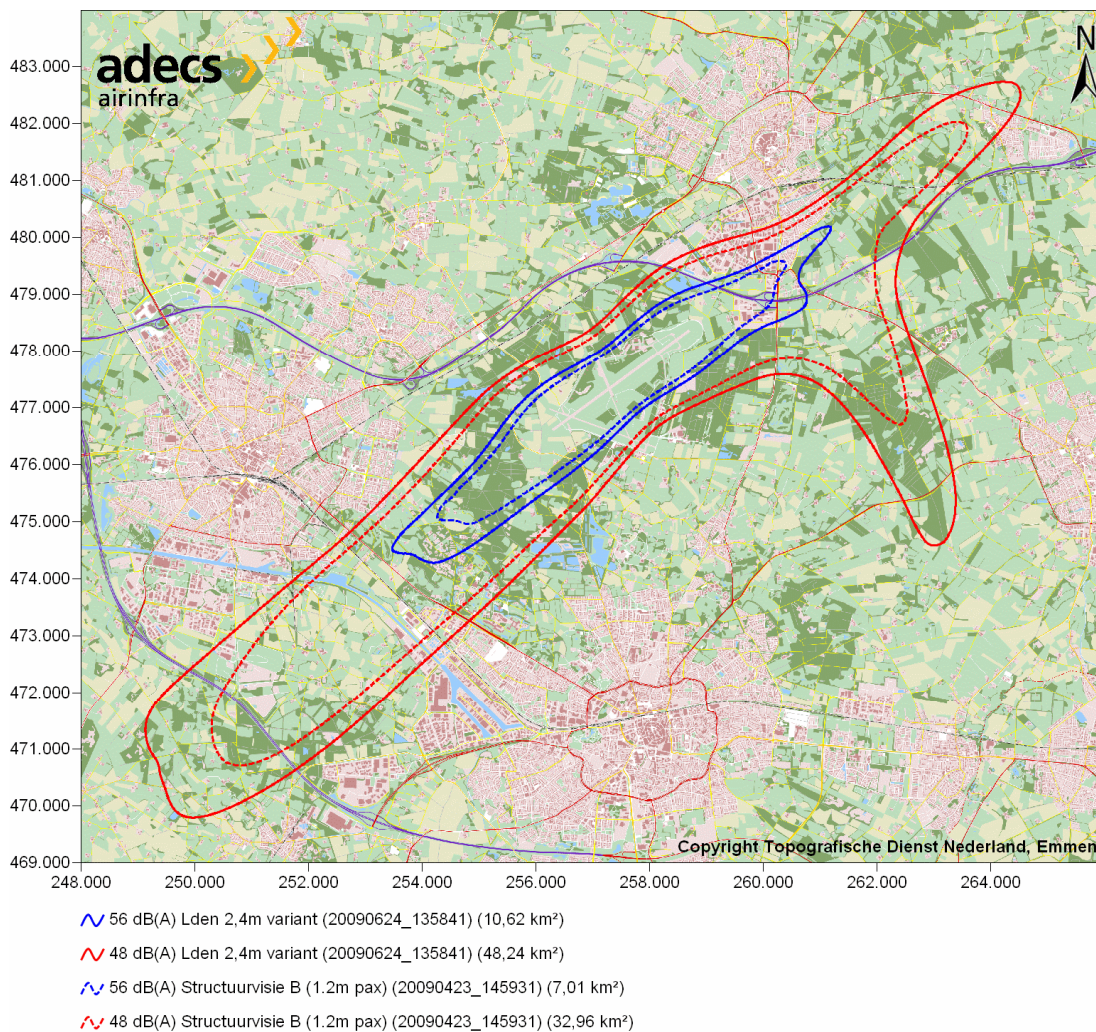 adecs
airinfra
N
483.000
482.000
481.000
480.000
479.000
478.000
477.000
476.000
475.000
474.000
473.000
472.000
471.000
470.000
469.000
Copyright Topografische Dienst Nederland, Emmen
248.000 250.000 252.000 254.000 256.000 258.000 260.000 262.000 264.000
56 dB(A) Lden 2,4m variant (20090624_135841) (10,62 km²)
48 dB(A) Lden 2,4m variant (20090624_135841) (48,24 km²)
56 dB(A) Structuurvisie B (1.2m pax) (20090423_145931) (7,01 km²)
48 dB(A) Structuurvisie B (1.2m pax) (20090423_145931) (32,96 km²)